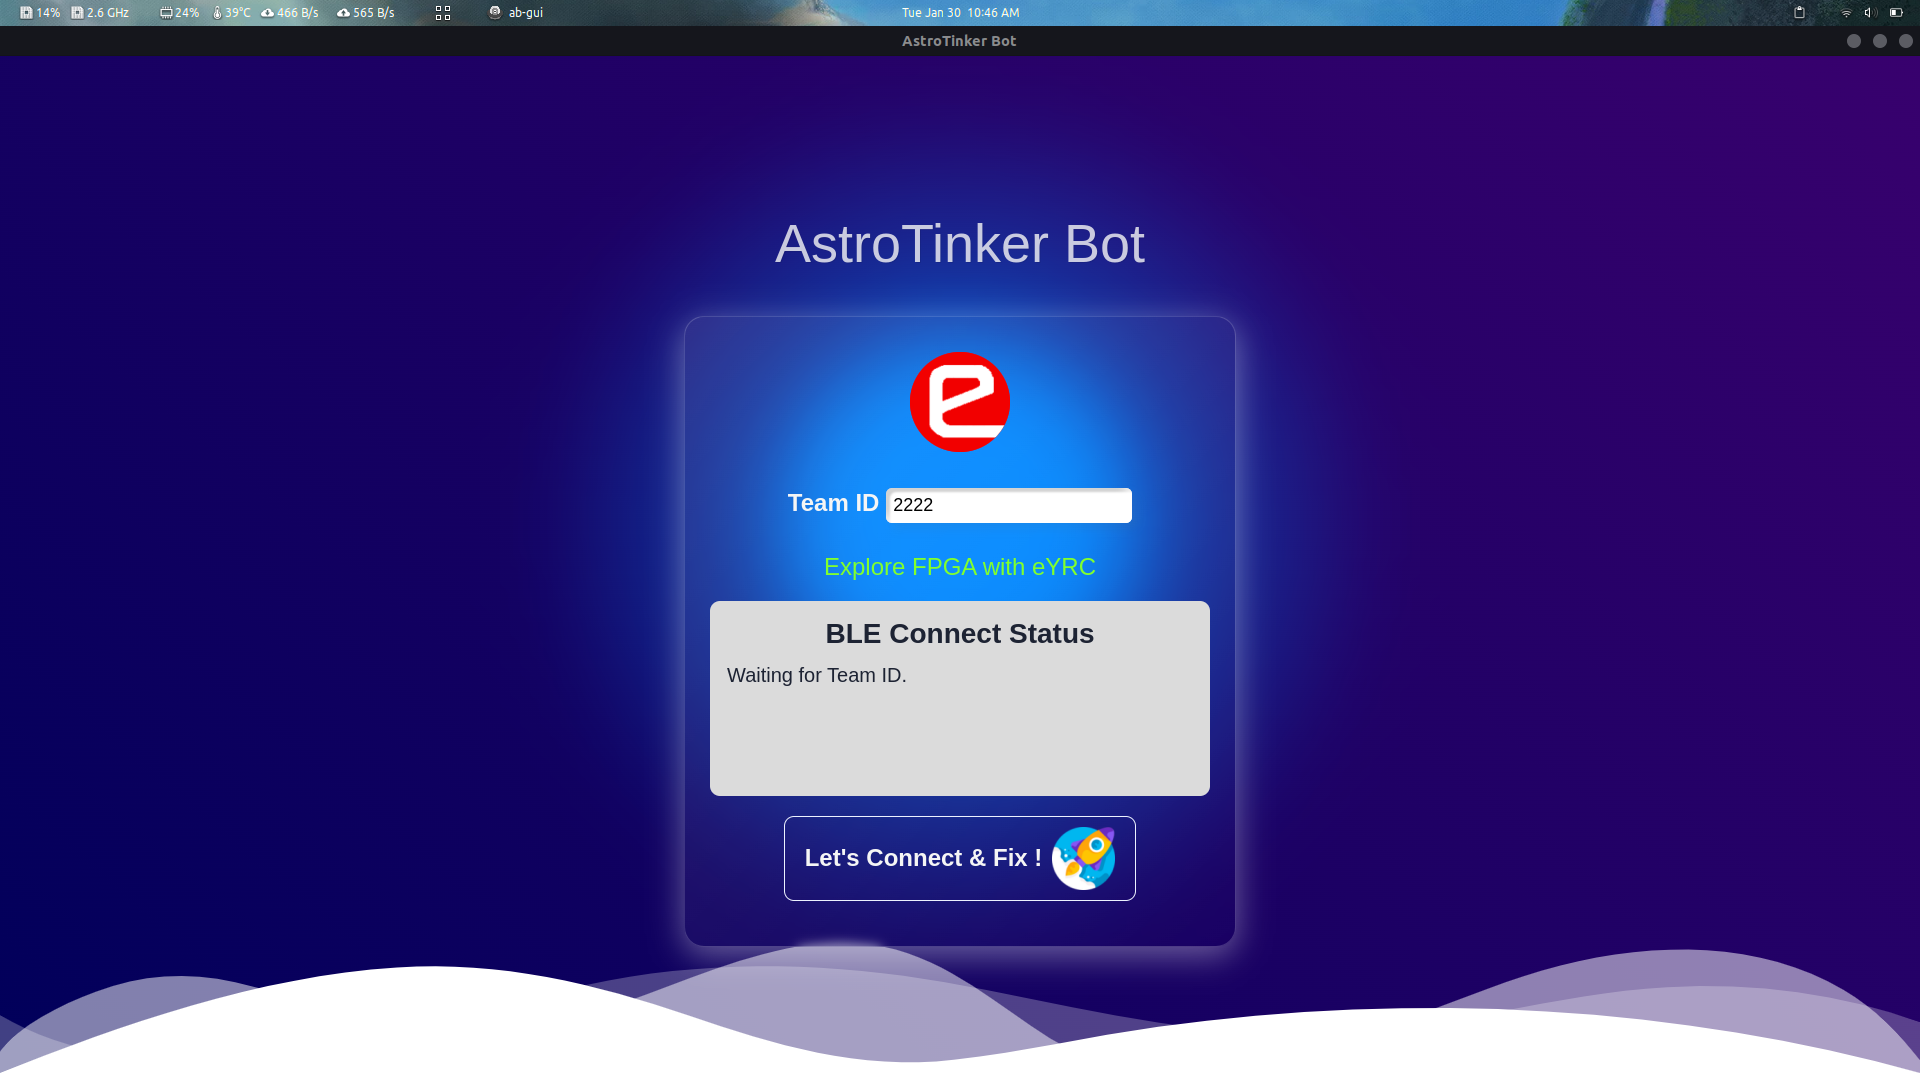 14% 2.6 GHz 24% 39°C 466 B/s 565 B/s ab-gui Tue Jan 30 10:46 AM
AstroTinker Bot
AstroTinker Bot
e
Team ID 2222
Explore FPGA with eYRC
BLE Connect Status
Waiting for Team ID.
Let's Connect & Fix !